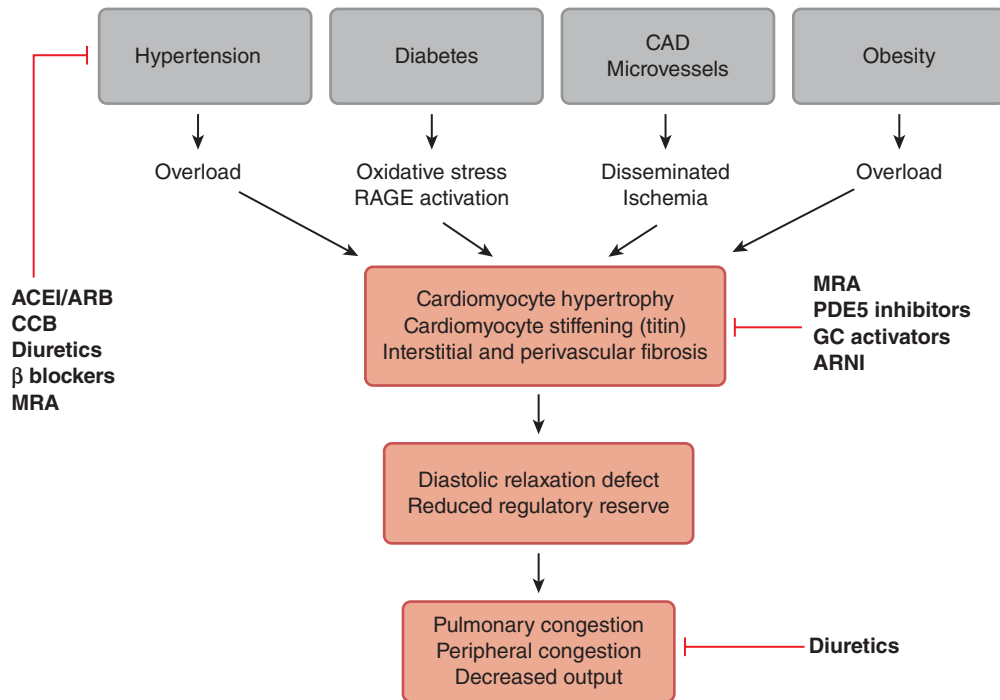 Hypertension
Diabetes
CAD
Microvessels
Obesity
Overload
Oxidative stress
RAGE activation
Disseminated
Ischemia
Overload
ACEI/ARB
CCB
Diuretics
β blockers
MRA
Cardiomyocyte hypertrophy
Cardiomyocyte stiffening (titin)
Interstitial and perivascular fibrosis
MRA
PDE5 inhibitors
GC activators
ARNI
Diastolic relaxation defect
Reduced regulatory reserve
Pulmonary congestion
Peripheral congestion
Decreased output
Diuretics